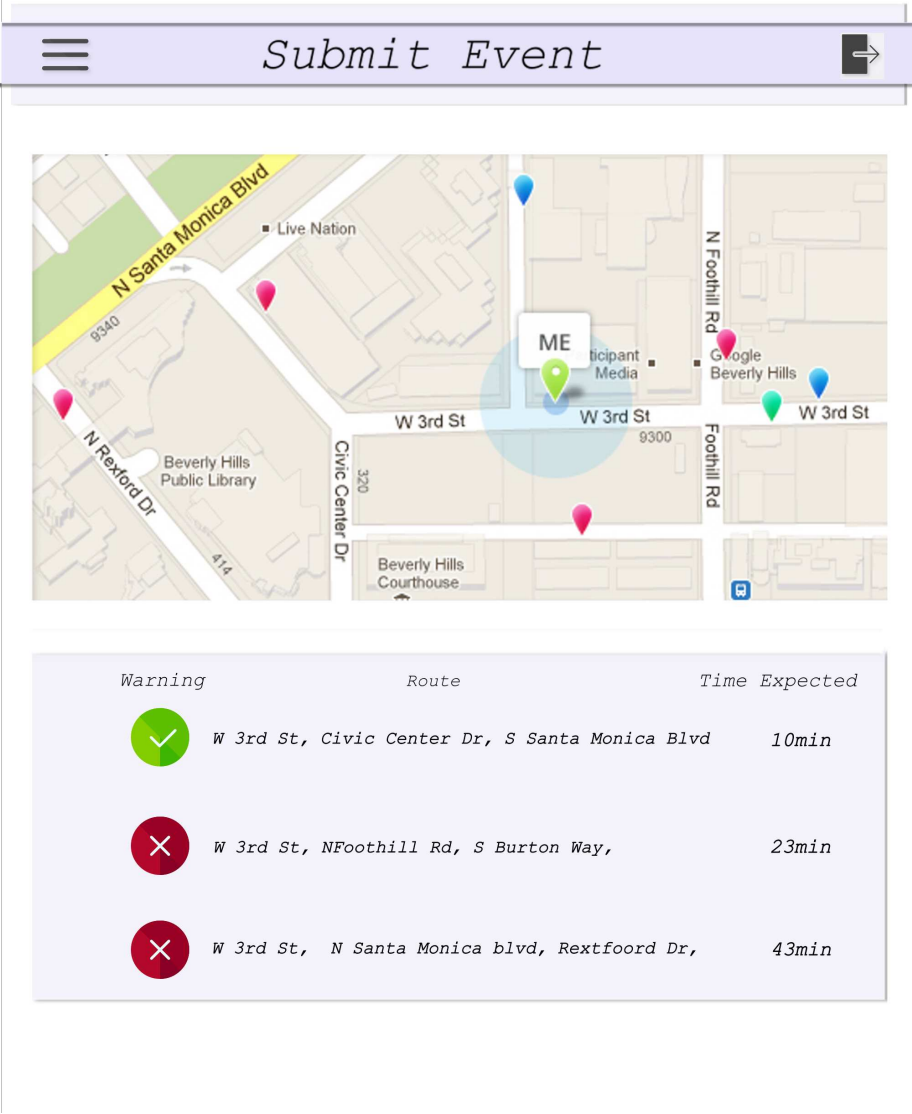 Submit Event
N Santa Monica Blvd
Live Nation
9340
N Foothill Rd
ME
ticipant
Media
Google
Beverly Hills
W 3rd St
W 3rd St
W 3rd St
9300
N Rexford Dr
Beverly Hills
Public Library
Civic Center Dr
320
Foothill Rd
414
Beverly Hills
Courthouse
Warning Route Time Expected
W 3rd St, Civic Center Dr, S Santa Monica Blvd 10min
W 3rd St, NFoothill Rd, S Burton Way, 23min
W 3rd St, N Santa Monica blvd, Rextfoord Dr, 43min